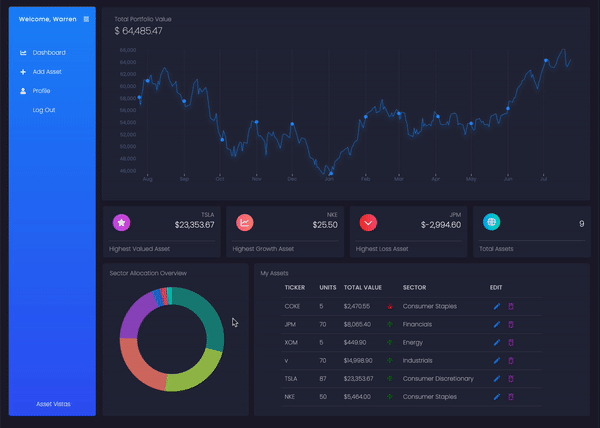 Welcome, Warren
Dashboard
Add Asset
Profile
Log Out
Asset Vistas
Total Portfolio Value
$ 64,485.47
66,000
64,000
62,000
60,000
58,000
56,000
54,000
52,000
50,000
48,000
46,000
Aug Sep Oct Nov Dec Jan Feb Mar Apr May Jun Jul
TSLA
$23,353.67
Highest Valued Asset
NKE
$25.50
Highest Growth Asset
JPM
$-2,994.60
Highest Loss Asset
9
Total Assets
Sector Allocation Overview
My Assets
TICKER UNITS TOTAL VALUE SECTOR EDIT
COKE 5 $2,470.55 Consumer Staples
JPM 70 $8,065.40 Financials
XOM 5 $449.90 Energy
v 70 $14,998.90 Industrials
TSLA 87 $23,353.67 Consumer Discretionary
NKE 50 $5,464.00 Consumer Staples